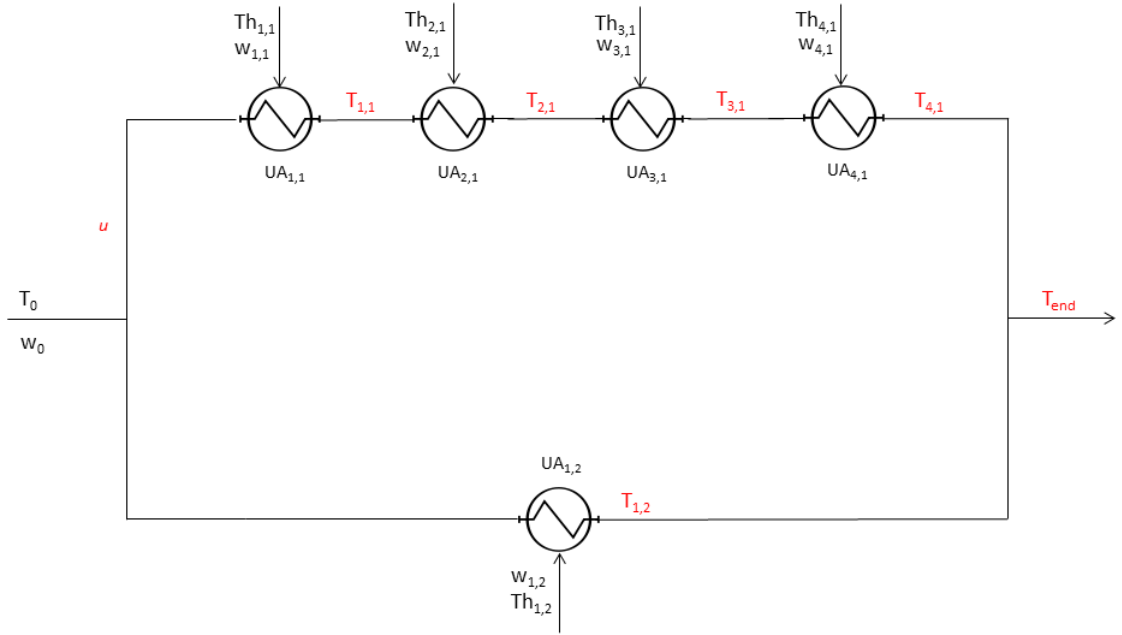 Th1,1
w1,1
Th2,1
w2,1
Th3,1
w3,1
Th4,1
w4,1
T1,1
T2,1
T3,1
T4,1
UA1,1
UA2,1
UA3,1
UA4,1
u
T0
w0
Tend
UA1,2
T1,2
w1,2
Th1,2